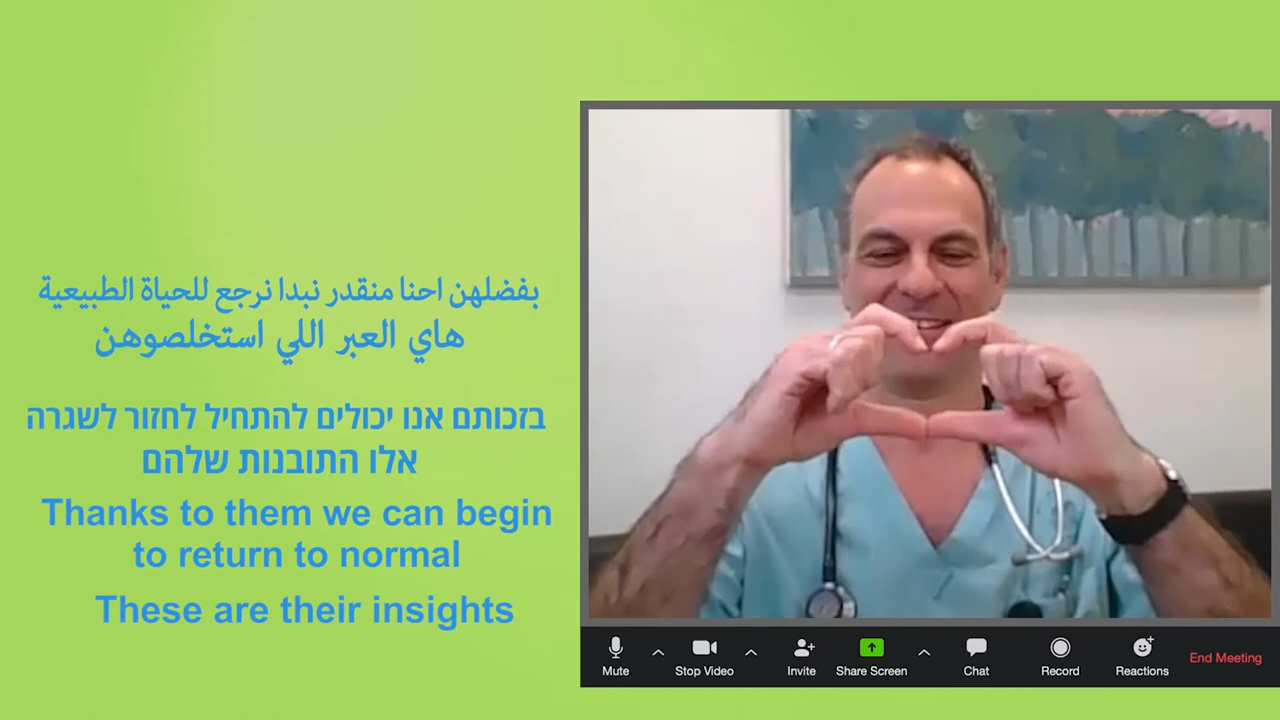 بفضلهن احنا منقدر نبدا نرجع للحياة الطبيعية
هاي العبر اللي استخلصوهن
בזכותם אנו יכולים להתחיל לחזור לשגרה
אלו התובנות שלהם
Thanks to them we can begin
to return to normal
These are their insights
Mute
Stop Video
Invite
Share Screen
Chat
Record
Reactions
End Meeting